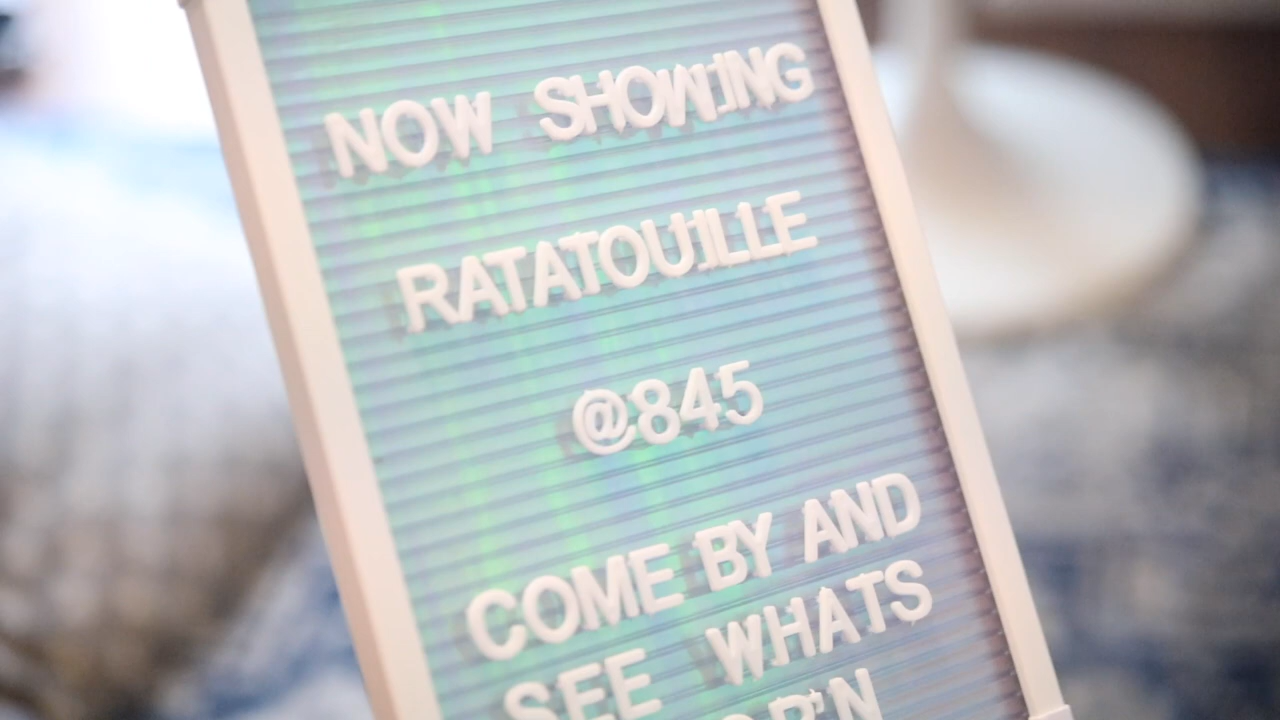 NOW SHOWING
RATATOUILLE
@845
COME BY AND
SEE WHATS